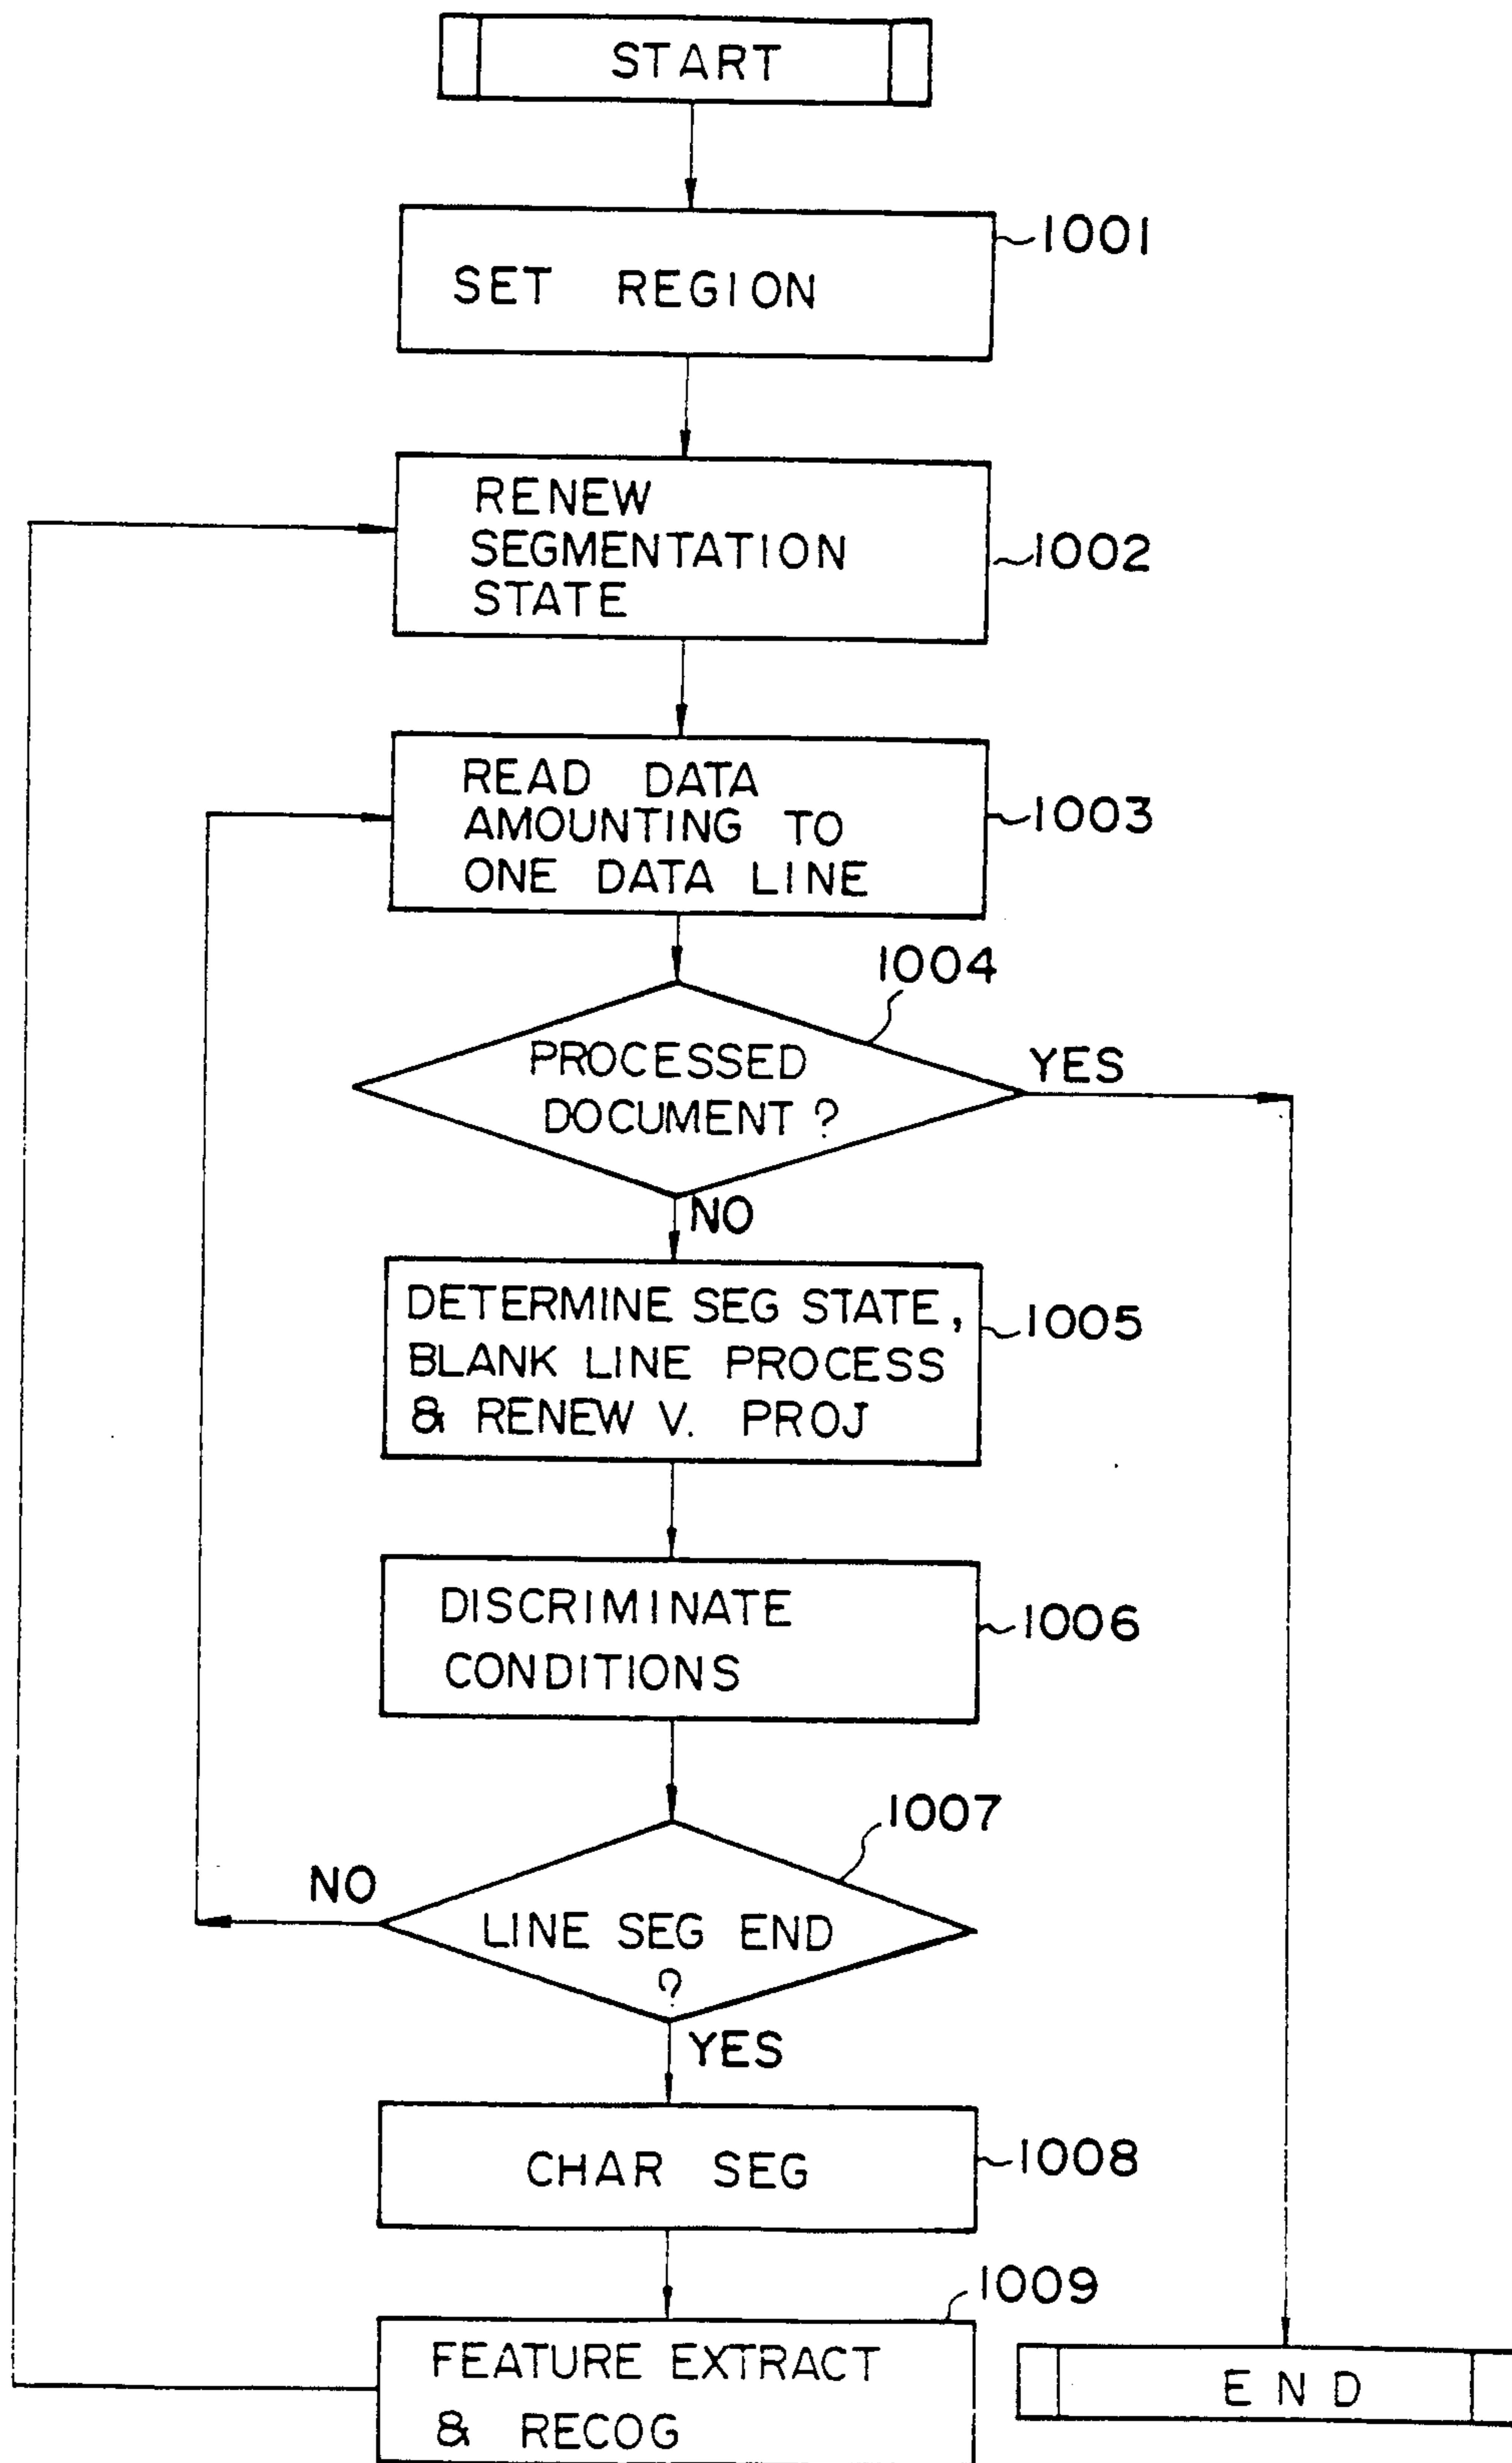 START
1001
SET REGION
RENEW
SEGMENTATION
STATE
1002
READ DATA
AMOUNTING TO
ONE DATA LINE
1003
1004
PROCESSED
DOCUMENT ?
YES
NO
DETERMINE SEG STATE,
BLANK LINE PROCESS
& RENEW V. PROJ
1005
DISCRIMINATE
CONDITIONS
1006
1007
NO
LINE SEG END
?
YES
CHAR SEG
1008
1009
FEATURE EXTRACT
& RECOG
END